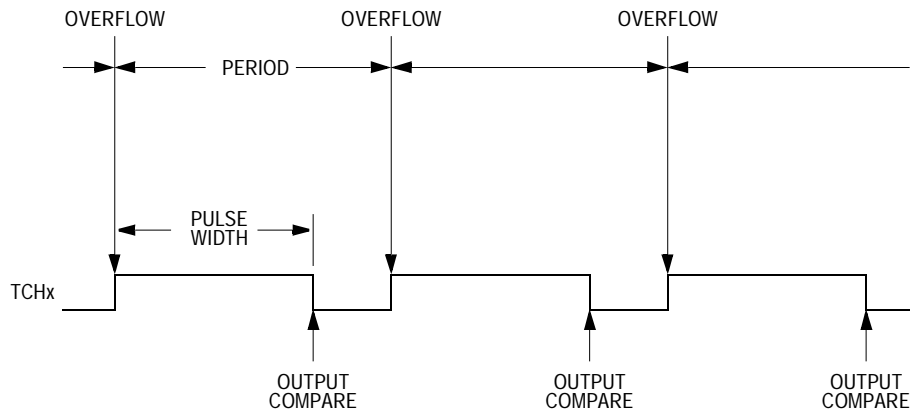 OVERFLOW
OVERFLOW
OVERFLOW
PERIOD
PULSE
WIDTH
TCHx
OUTPUT
COMPARE
OUTPUT
COMPARE
OUTPUT
COMPARE